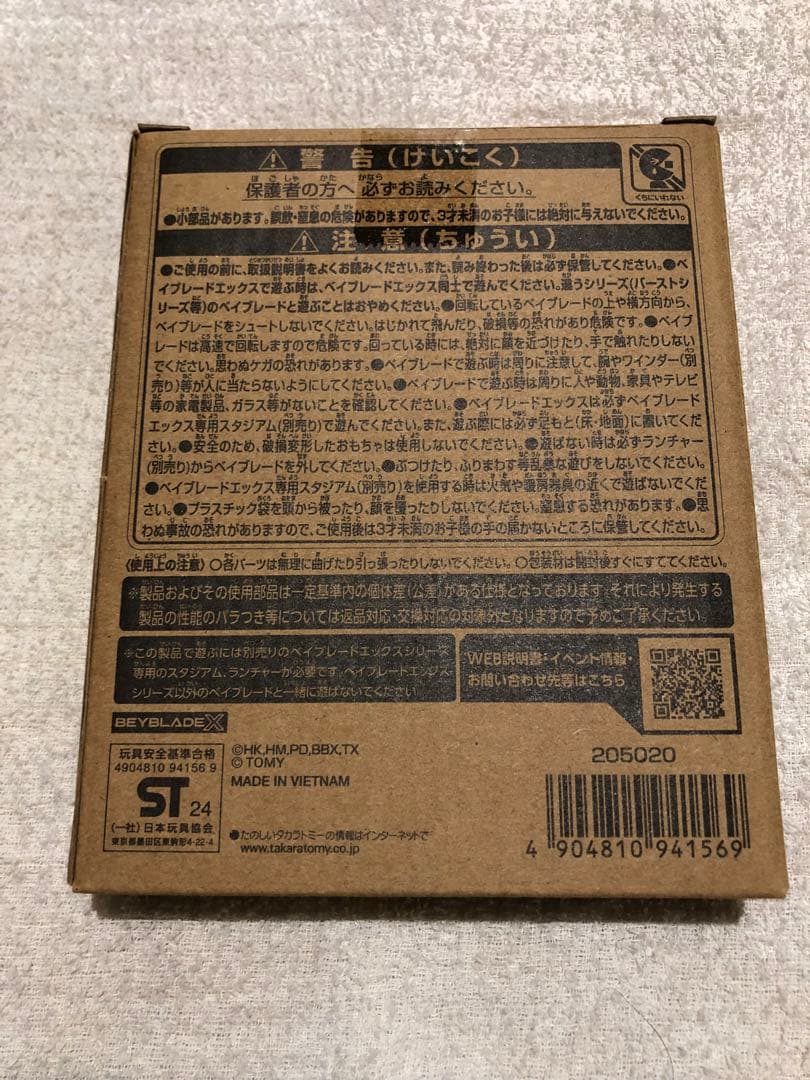 警告(けいこく)
くちにいれない
保護者の方へ 必ずお読みください。
●小部品があります。誤飲・窒息の危険がありますので、3才未満のお子様には絶対に与えないでください。
注意(ちゅうい)
●ご使用の前に、取扱説明書をよくお読みください。また、読み終わった後は必ず保管してください。●ベ
イブレードエックスで遊ぶ時は、ベイブレードエックス同士で遊んでください。違うシリーズ(バーストシ
リーズ等)のベイブレードと遊ぶことはおやめください。●回転しているベイブレードの上や横方向から、
ベイブレードをシュートしないでください。はじかれて飛んだり、破損等の恐れがあり危険です。●ベイブ
レードは高速で回転しますので危険です。回っている時には、絶対に顔を近づけたり、手で触れたりしない
でください。思わぬケガの恐れがあります。●ベイブレードで遊ぶ時は周りに注意して、腕やワインダー(別
売り)等が人に当たらないようにしてください。●ベイブレードで遊ぶ時は周りに人や動物、家具やテレビ
等の家電製品、ガラス等がないことを確認してください。●ベイブレードエックスは必ずベイブレード
エックス専用スタジアム(別売り)で遊んでください。また、遊ぶ際には必ず足もと(床・地面)に置いてくだ
さい。●安全のため、破損変形したおもちゃは使用しないでください。●遊ばない時は必ずランチャー
(別売り)からベイブレードを外してください。●ぶつけたり、ふりまわす等乱暴な遊びをしないでください。
●ベイブレードエックス専用スタジアム(別売り)を使用する時は火気や暖房器具の近くで遊ばないでくだ
さい。●プラスチック袋を頭から被ったり、顔を覆ったりしないでください。窒息する恐れがあります。●思
わぬ事故の恐れがありますので、ご使用後は3才未満のお子様の手の届かないところに保管してください。
〈使用上の注意〉○各パーツは無理に曲げたり引っ張ったりしないでください。○包装材は開封後すぐにすててください。
※製品およびその使用部品は一定基準内の個体差(公差)がある仕様となっております。それにより発生する
製品の性能のバラつき等については返品対応・交換対応の対象外となりますので予めご了承ください。
※この製品で遊ぶには別売りのベイブレードエックスシリーズ
専用のスタジアム、ランチャーが必要です。ベイブレードエックス
シリーズ以外のベイブレードと一緒に遊ばないでください。
WEB説明書・イベント情報・
お問い合わせ先等はこちら
BEYBLADE X
玩具安全基準合格
4904810 94156 9
ST 24
(一社)日本玩具協会
東京都墨田区東駒形4-22-4
©HK,HM,PD,BBX,TX
© TOMY
MADE IN VIETNAM
●たのしいタカラトミーの情報はインターネットで
www.takaratomy.co.jp
205020
4 904810 941569